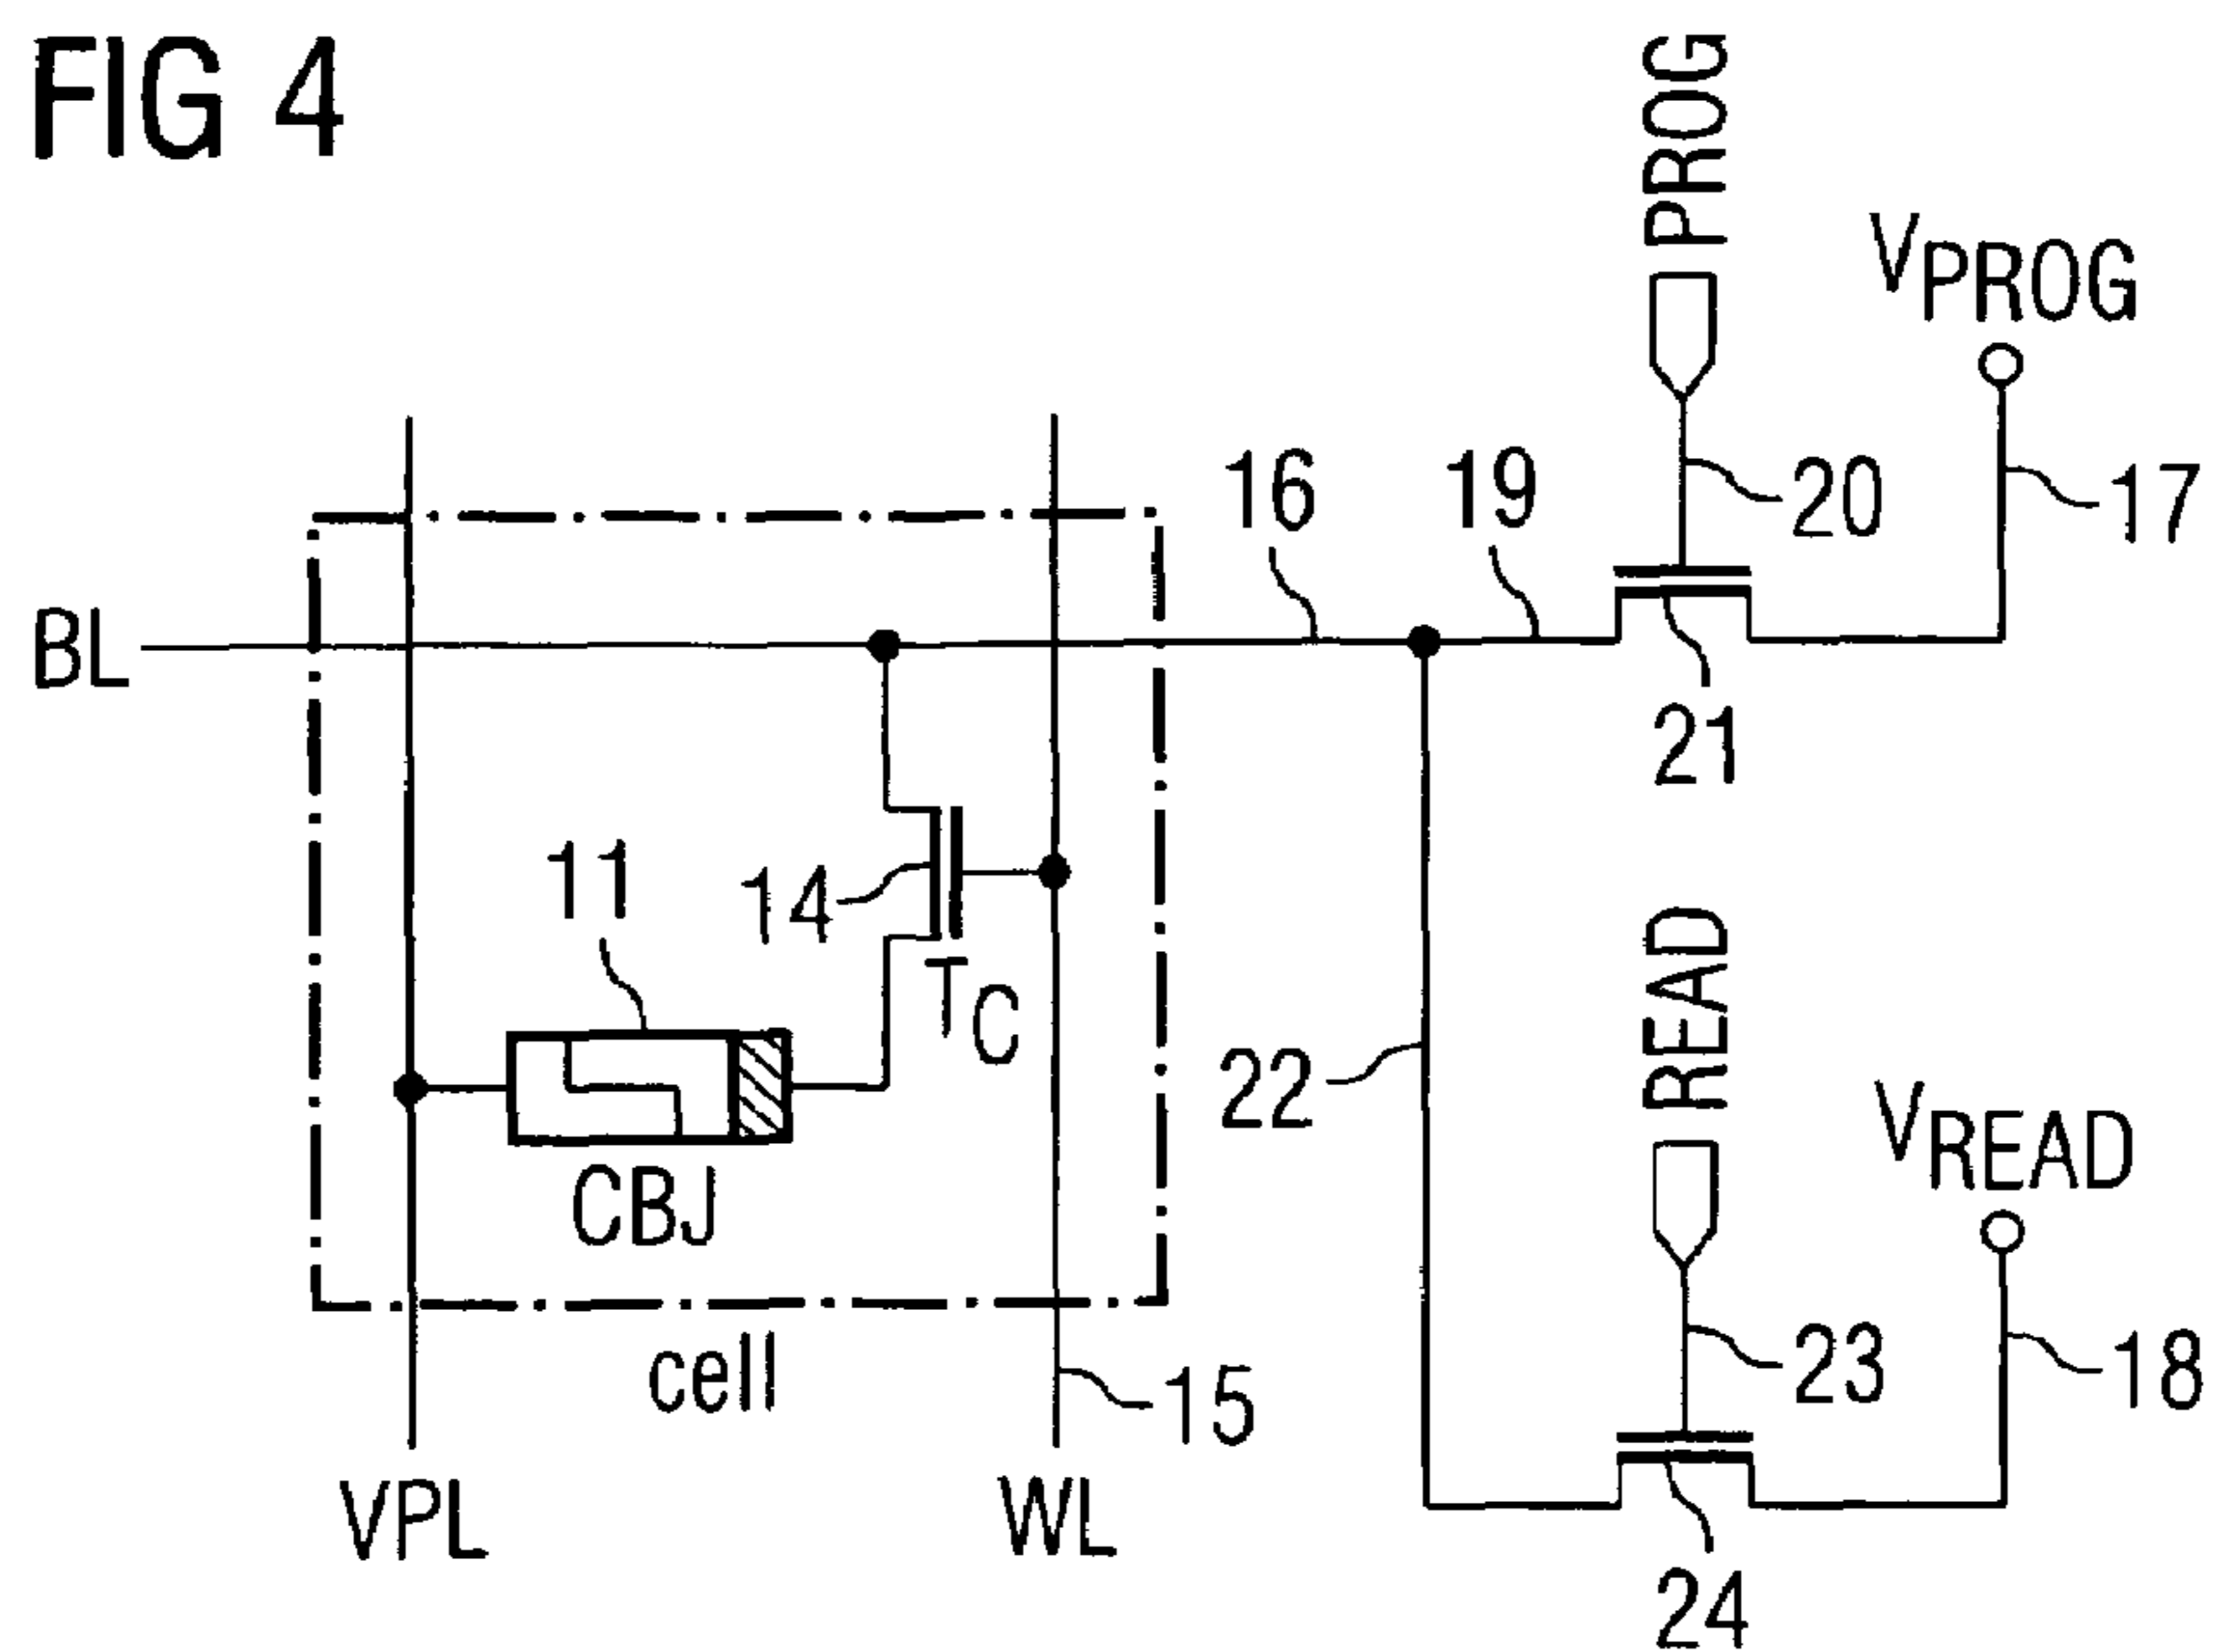 FIG 4
PROG
VPROG
16
19
20
17
BL
21
11
14
TC
READ
22
VREAD
CBJ
23
18
cell
15
VPL
WL
24